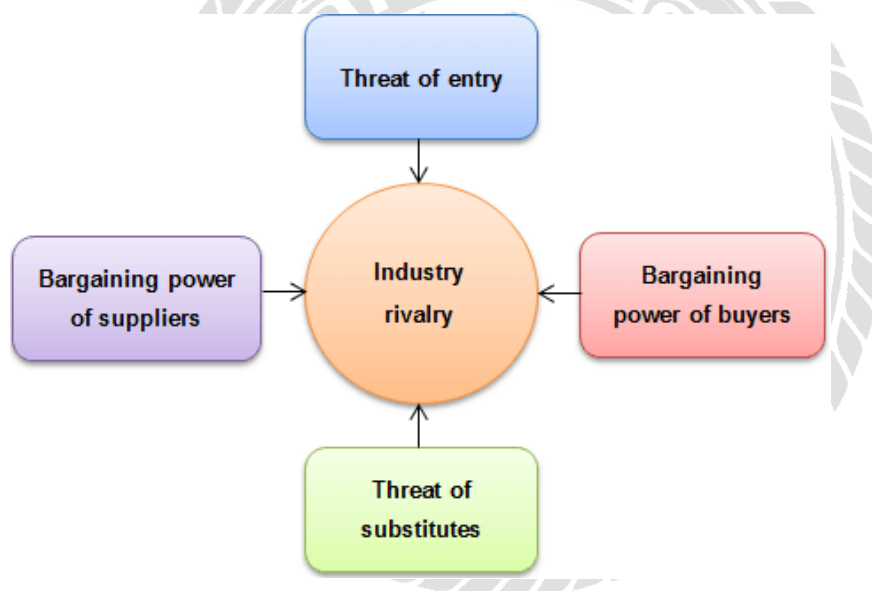 Threat of entry
Bargaining power
of suppliers
Industry
rivalry
Bargaining
power of buyers
Threat of
substitutes